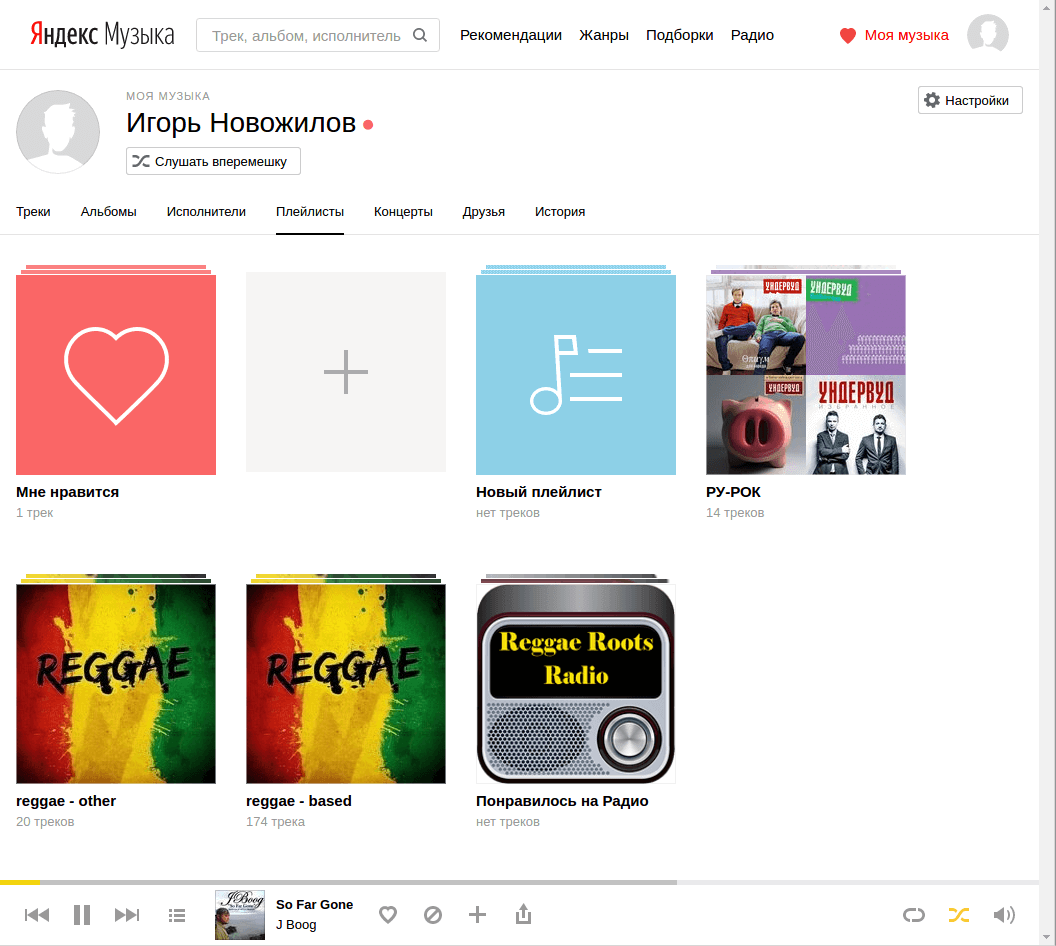 Яндекс Музыка
Трек, альбом, исполнитель
Рекомендации
Жанры
Подборки
Радио
Моя музыка
МОЯ МУЗЫКА
Игорь Новожилов
Настройки
Слушать вперемешку
Треки
Альбомы
Исполнители
Плейлисты
Концерты
Друзья
История
УНДЕРВУД
УНДЕРВУД
УНДЕРВУД
УНДЕРВУД
ИЗБРАННОЕ
Мне нравится
1 трек
Новый плейлист
нет треков
РУ-РОК
14 треков
REGGAE
REGGAE
Reggae Roots
Radio
reggae - other
20 треков
reggae - based
174 трека
Понравилось на Радио
нет треков
J Boog
So Far Gone
So Far Gone
J Boog